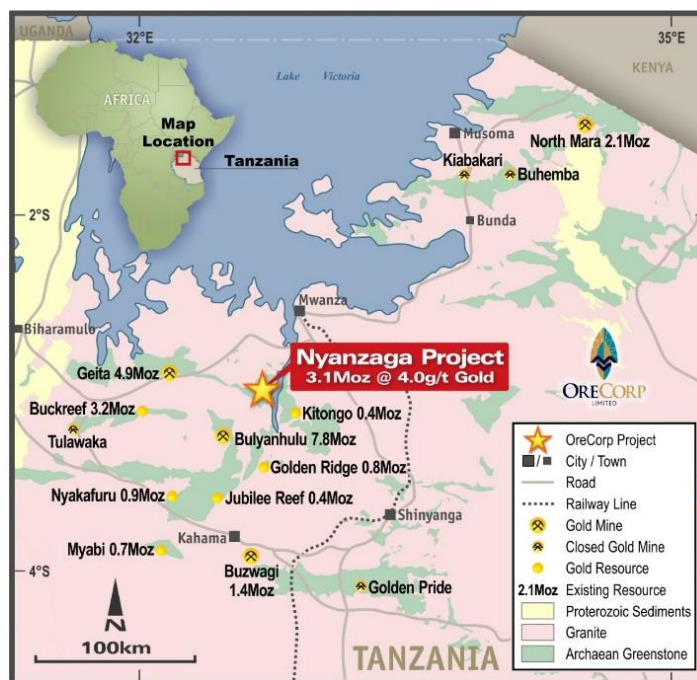 UGANDA
32°E
35°E
KENYA
Lake Victoria
AFRICA
Map
Location
Tanzania
Musoma
North Mara 2.1Moz
Kiabakari
Buhemba
2°S
Bunda
Mwanza
Biharamulo
Nyanzaga Project
3.1Moz @ 4.0g/t Gold
ORECORP
LIMITED
Geita 4.9Moz
Buckreef 3.2Moz
Kitongo 0.4Moz
Tulawaka
Bulyanhulu 7.8Moz
Golden Ridge 0.8Moz
Nyakafuru 0.9Moz
Jubilee Reef 0.4Moz
Shinyanga
Kahama
Myabi 0.7Moz
Buzwagi
1.4Moz
4°S
Golden Pride
N
100km
TANZANIA
OreCorp Project
/ City / Town
Road
Railway Line
Gold Mine
Closed Gold Mine
Gold Resource
2.1Moz Existing Resource
Proterozoic Sediments
Granite
Archaean Greenstone